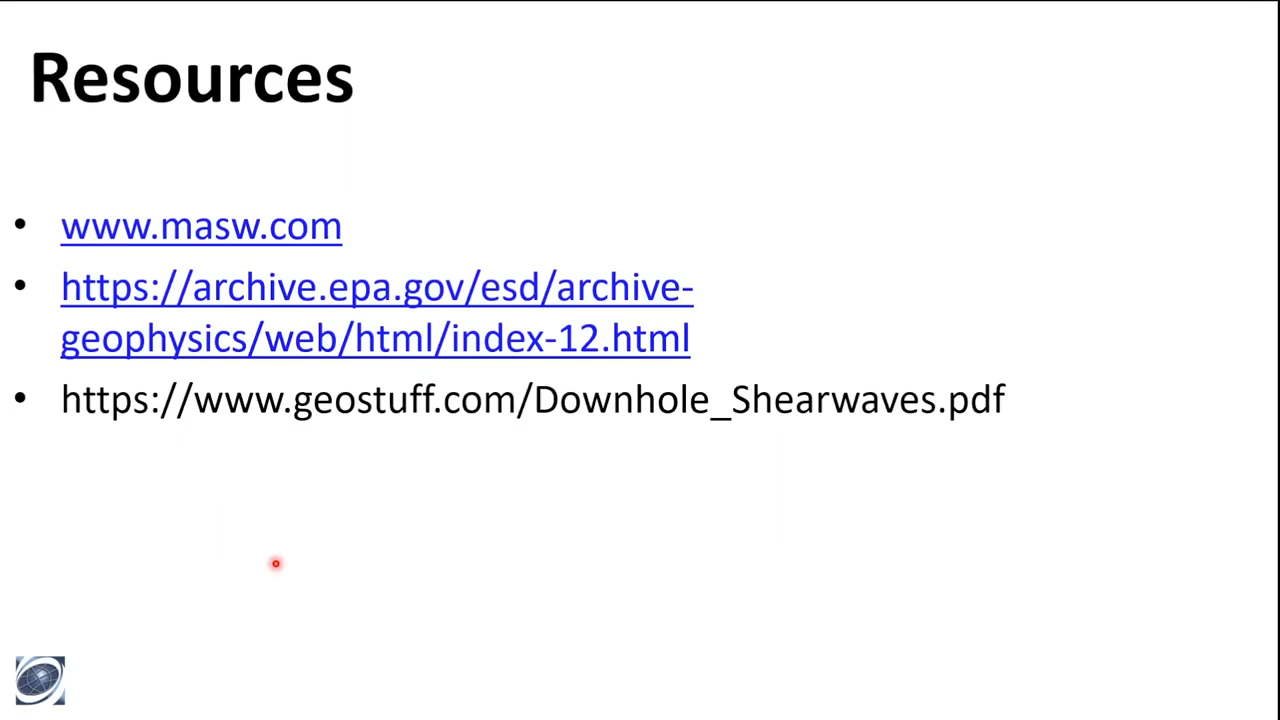 Resources
• www.masw.com
• https://archive.epa.gov/esd/archive-
geophysics/web/html/index-12.html
• https://www.geostuff.com/Downhole_Shearwaves.pdf